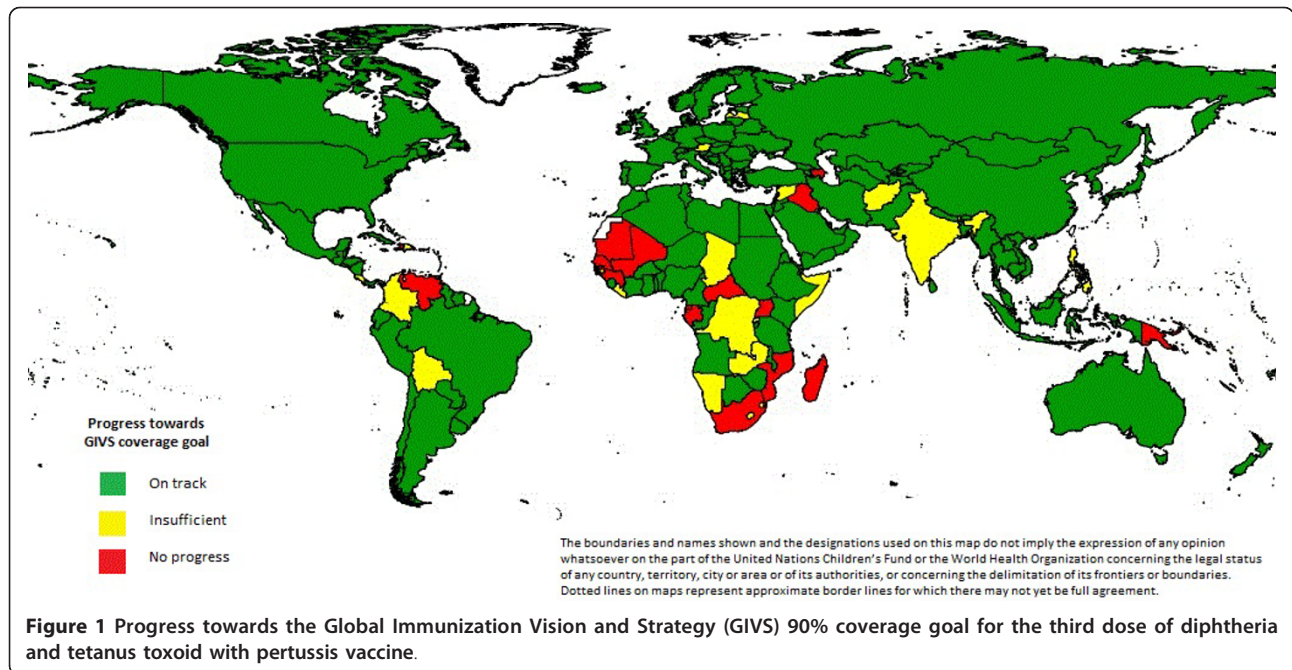 Progress towards
GIVS coverage goal
On track
Insufficient
No progress
The boundaries and names shown and the designations used on this map do not imply the expression of any opinion
whatsoever on the part of the United Nations Children's Fund or the World Health Organization concerning the legal status
of any country, territory, city or area or of its authorities, or concerning the delimitation of its frontiers or boundaries.
Dotted lines on maps represent approximate border lines for which there may not yet be full agreement.
Figure 1 Progress towards the Global Immunization Vision and Strategy (GIVS) 90% coverage goal for the third dose of diphtheria
and tetanus toxoid with pertussis vaccine.